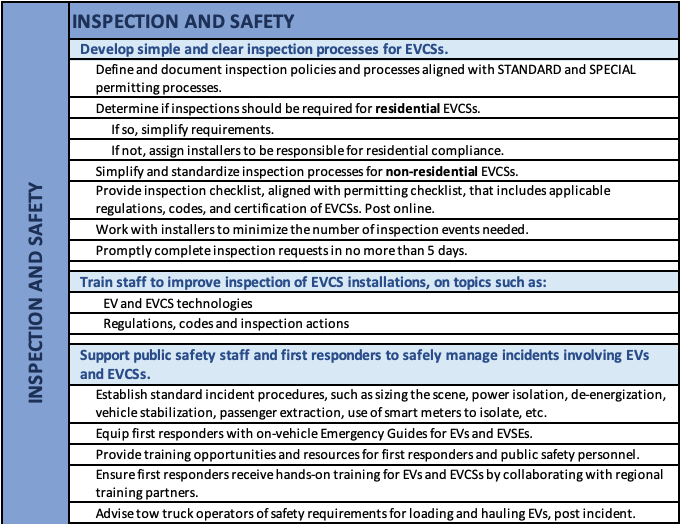 INSPECTION AND SAFETY
INSPECTION AND SAFETY
Develop simple and clear inspection processes for EVCSs.
Define and document inspection policies and processes aligned with STANDARD and SPECIAL
permitting processes.
Determine if inspections should be required for residential EVCSs.
If so, simplify requirements.
If not, assign installers to be responsible for residential compliance.
Simplify and standardize inspection processes for non-residential EVCSs.
Provide inspection checklist, aligned with permitting checklist, that includes applicable
regulations, codes, and certification of EVCSs. Post online.
Work with installers to minimize the number of inspection events needed.
Promptly complete inspection requests in no more than 5 days.
Train staff to improve inspection of EVCS installations, on topics such as:
EV and EVCS technologies
Regulations, codes and inspection actions
Support public safety staff and first responders to safely manage incidents involving EVs
and EVCSs.
Establish standard incident procedures, such as sizing the scene, power isolation, de-energization,
vehicle stabilization, passenger extraction, use of smart meters to isolate, etc.
Equip first responders with on-vehicle Emergency Guides for EVs and EVSEs.
Provide training opportunities and resources for first responders and public safety personnel.
Ensure first responders receive hands-on training for EVs and EVCSs by collaborating with regional
training partners.
Advise tow truck operators of safety requirements for loading and hauling EVs, post incident.